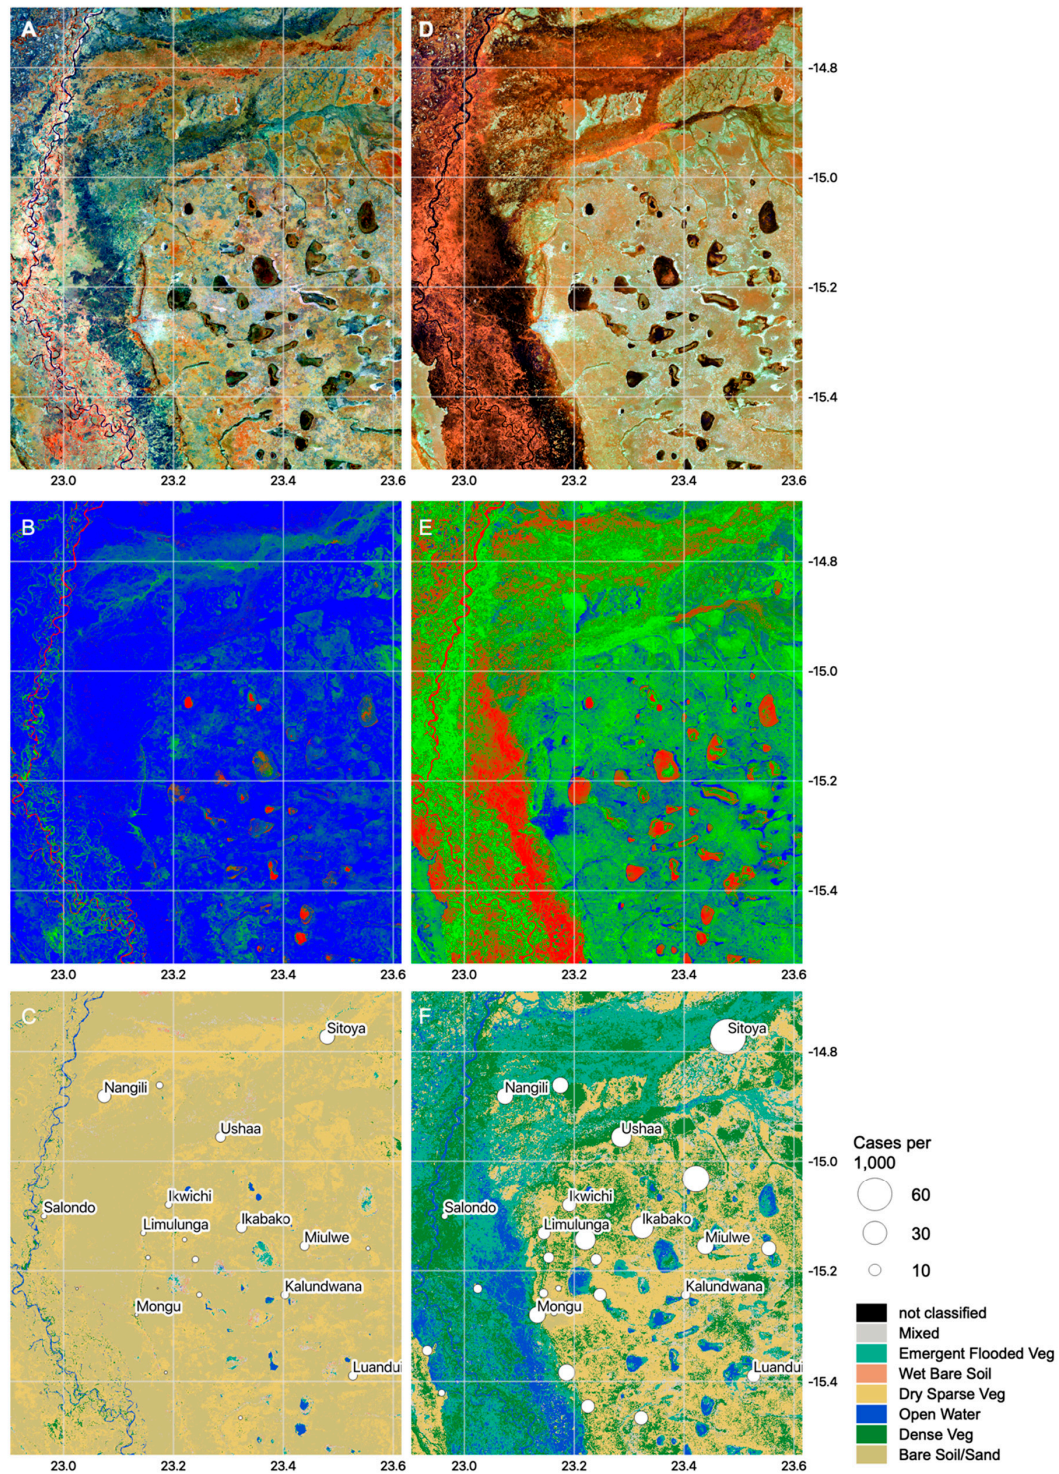 A
D
-14.8
-15.0
-15.2
-15.4
23.0
23.2
23.4
23.6
23.0
23.2
23.4
23.6
B
E
-14.8
-15.0
-15.2
-15.4
23.0
23.2
23.4
23.6
23.0
23.2
23.4
23.6
C
Sitoya
Nangili
Ushaa
Ikwichi
Salondo
Limulunga
Ikabako
Miulwe
Kalundwana
Mongu
Luandui
F
Sitoya
Nangili
Ushaa
Ikwichi
Salondo
Limulunga
Ikabako
Miulwe
Kalundwana
Mongu
Luandui
-14.8
-15.0
-15.2
-15.4
23.0
23.2
23.4
23.6
23.0
23.2
23.4
23.6
Cases per
1,000
60
30
10
not classified
Mixed
Emergent Flooded Veg
Wet Bare Soil
Dry Sparse Veg
Open Water
Dense Veg
Bare Soil/Sand